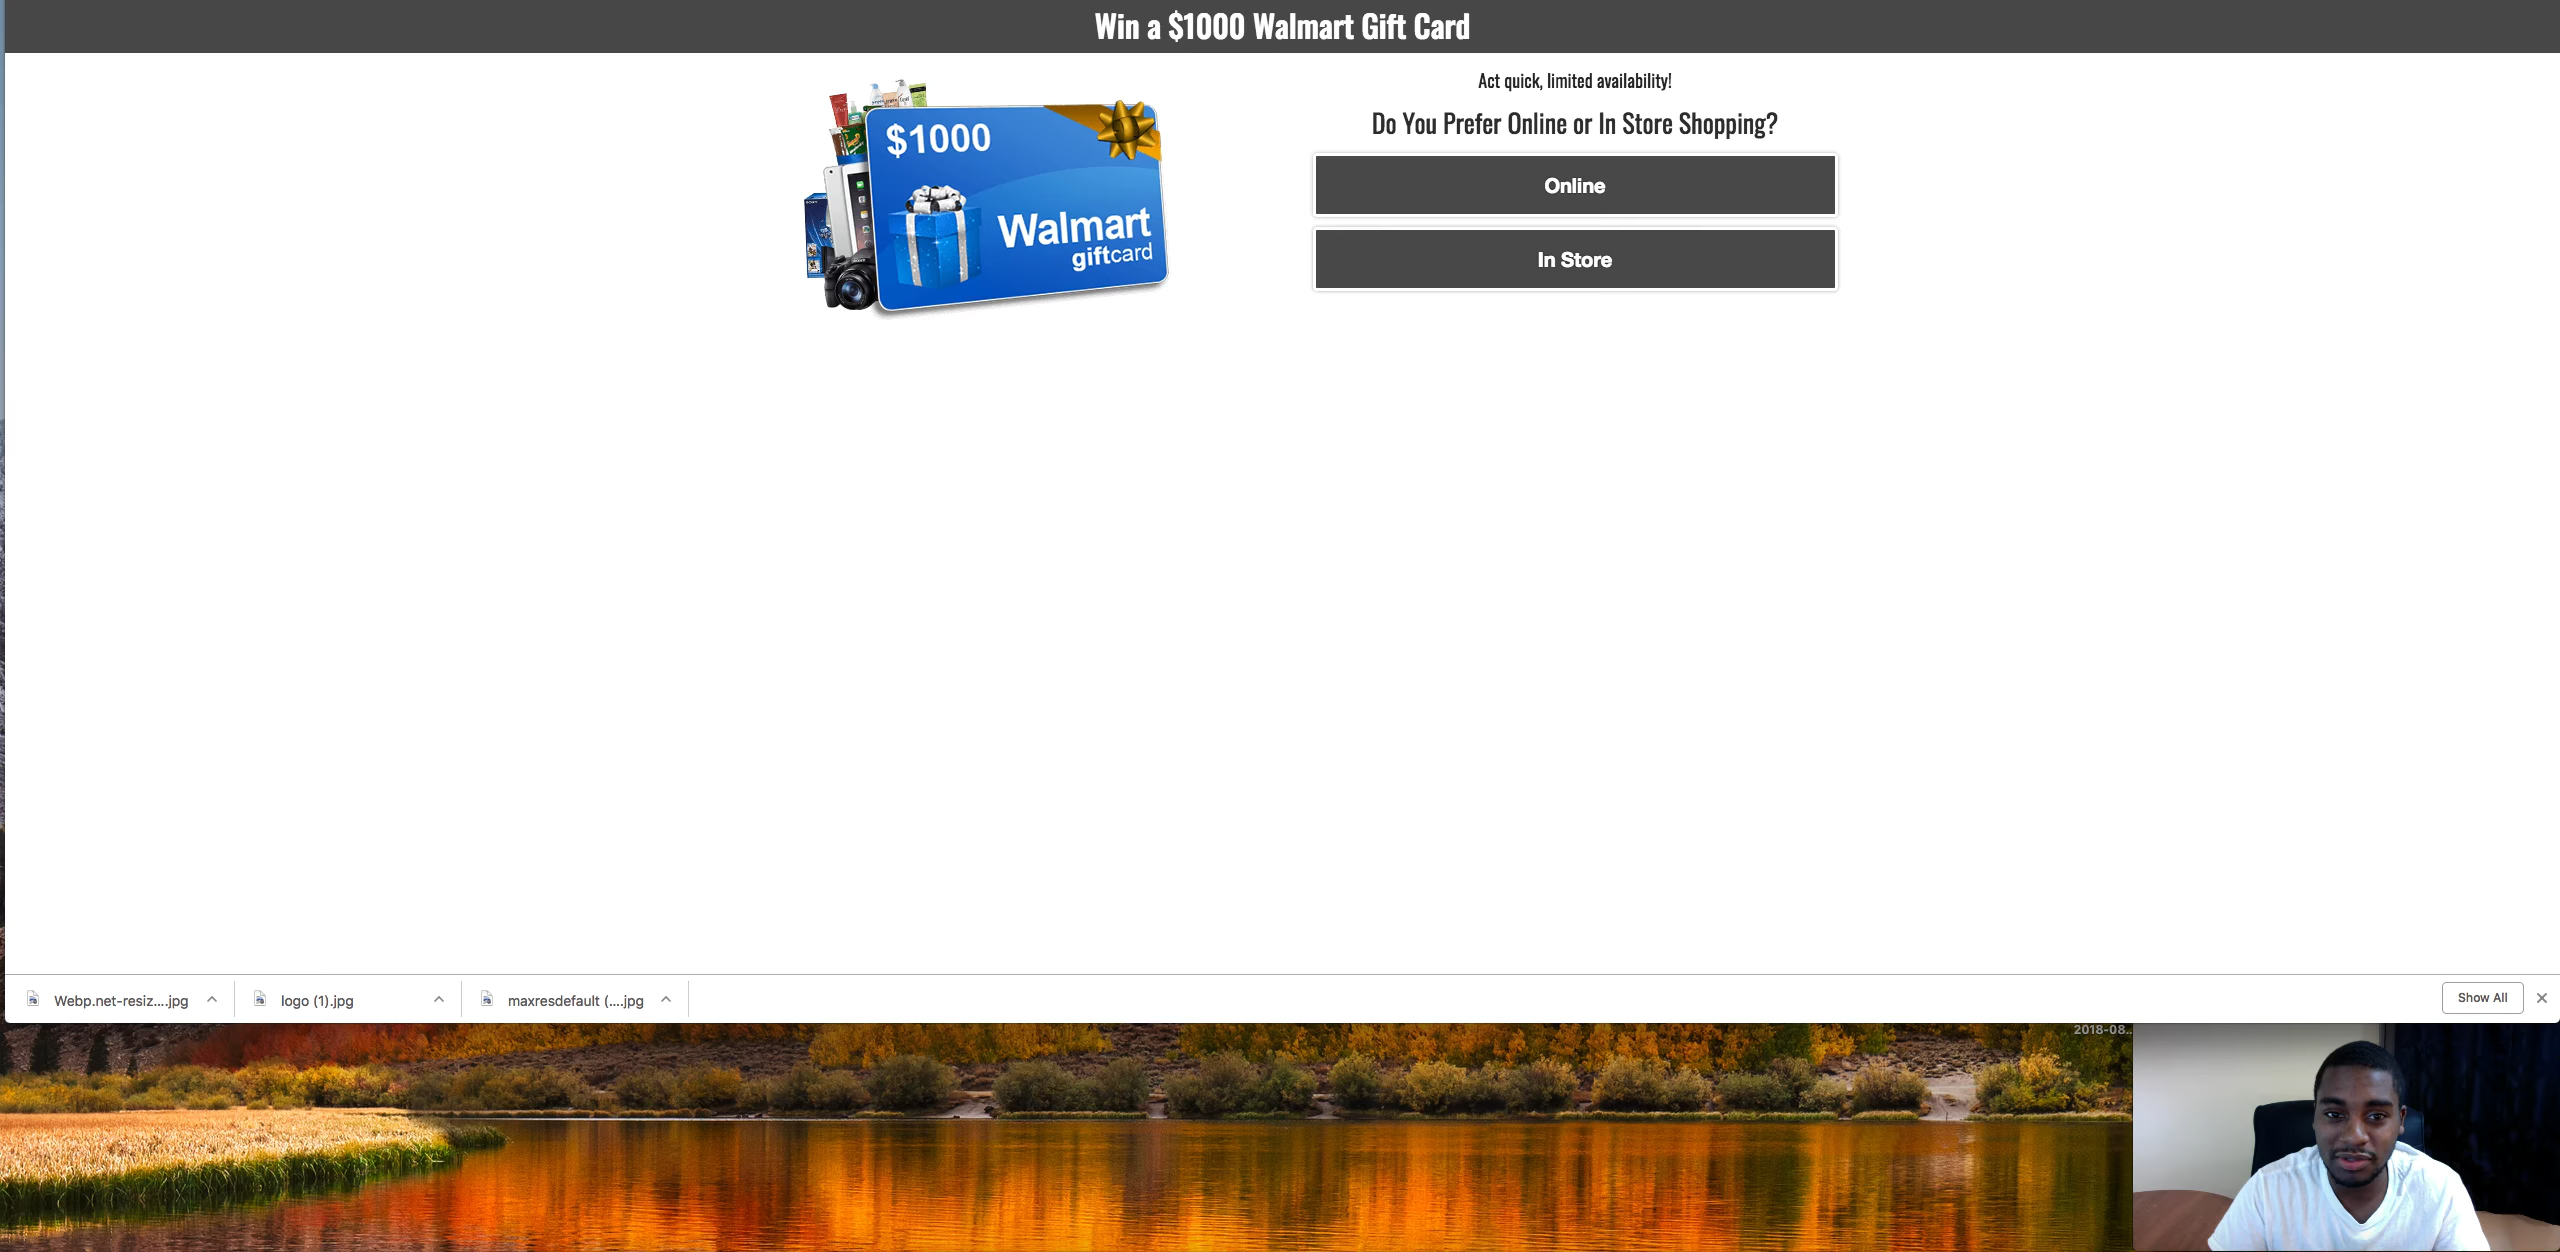 Win a $1000 Walmart Gift Card
Act quick, limited availability!
Do You Prefer Online or In Store Shopping?
Online
In Store
$1000
Walmart
giftcard
Webp.net-resiz....jpg
logo (1).jpg
maxresdefault (....jpg
Show All
2018-08..